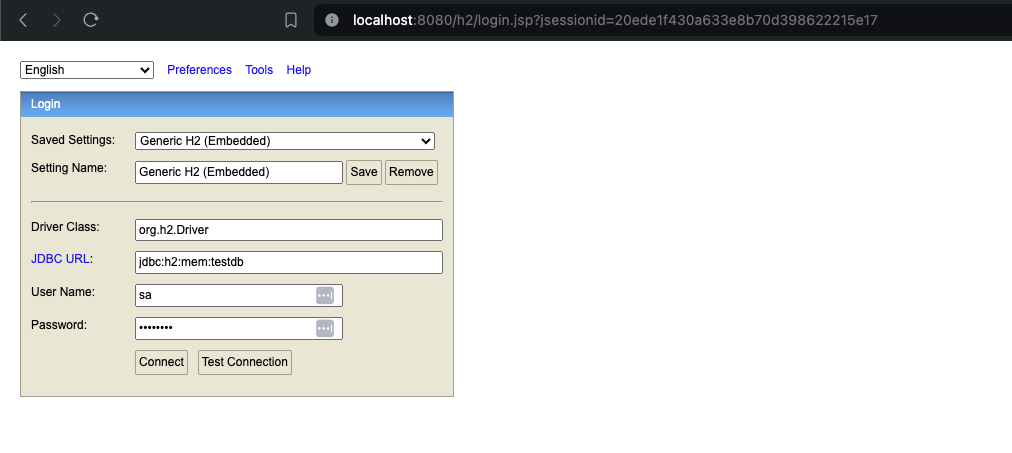 localhost:8080/h2/login.jsp?jsessionid=20ede1f430a633e8b70d398622215e17
English Preferences Tools Help
Login
Saved Settings: Generic H2 (Embedded)
Setting Name: Generic H2 (Embedded) Save Remove
Driver Class: org.h2.Driver
JDBC URL: jdbc:h2:mem:testdb
User Name: sa
Password: ••••••••
Connect Test Connection